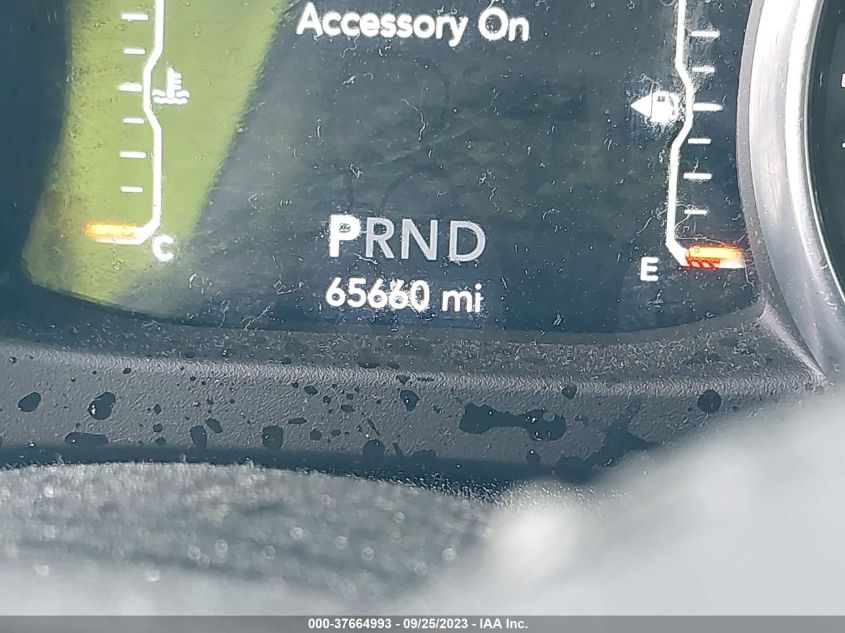 Accessory On
C
E
PRND
65660 mi
000-37664993 - 09/25/2023 - IAA Inc.